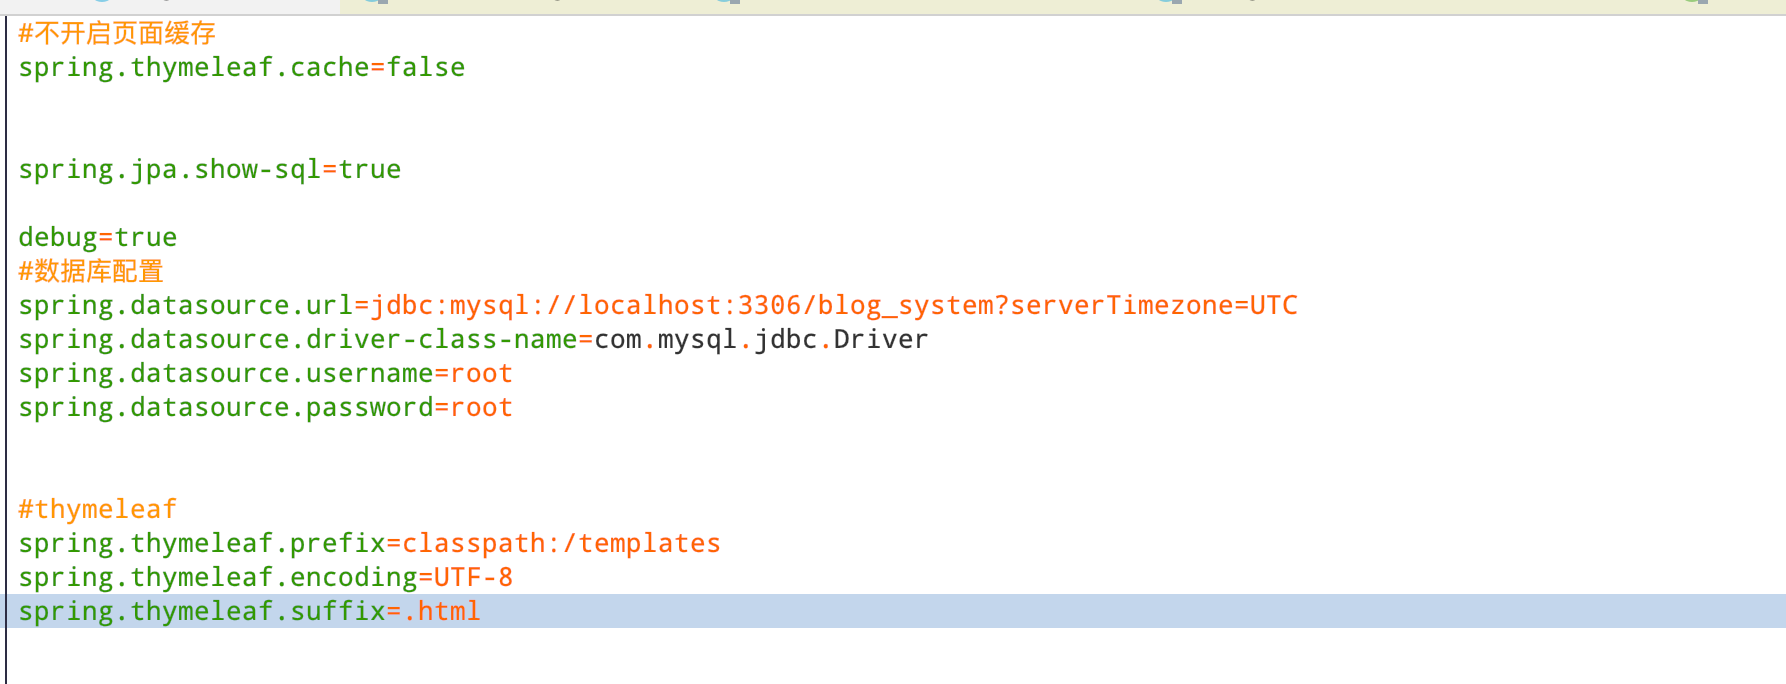 #不开启页面缓存
spring.thymeleaf.cache=false
spring.jpa.show-sql=true
debug=true
#数据库配置
spring.datasource.url=jdbc:mysql://localhost:3306/blog_system?serverTimezone=UTC
spring.datasource.driver-class-name=com.mysql.jdbc.Driver
spring.datasource.username=root
spring.datasource.password=root
#thymeleaf
spring.thymeleaf.prefix=classpath:/templates
spring.thymeleaf.encoding=UTF-8
spring.thymeleaf.suffix=.html